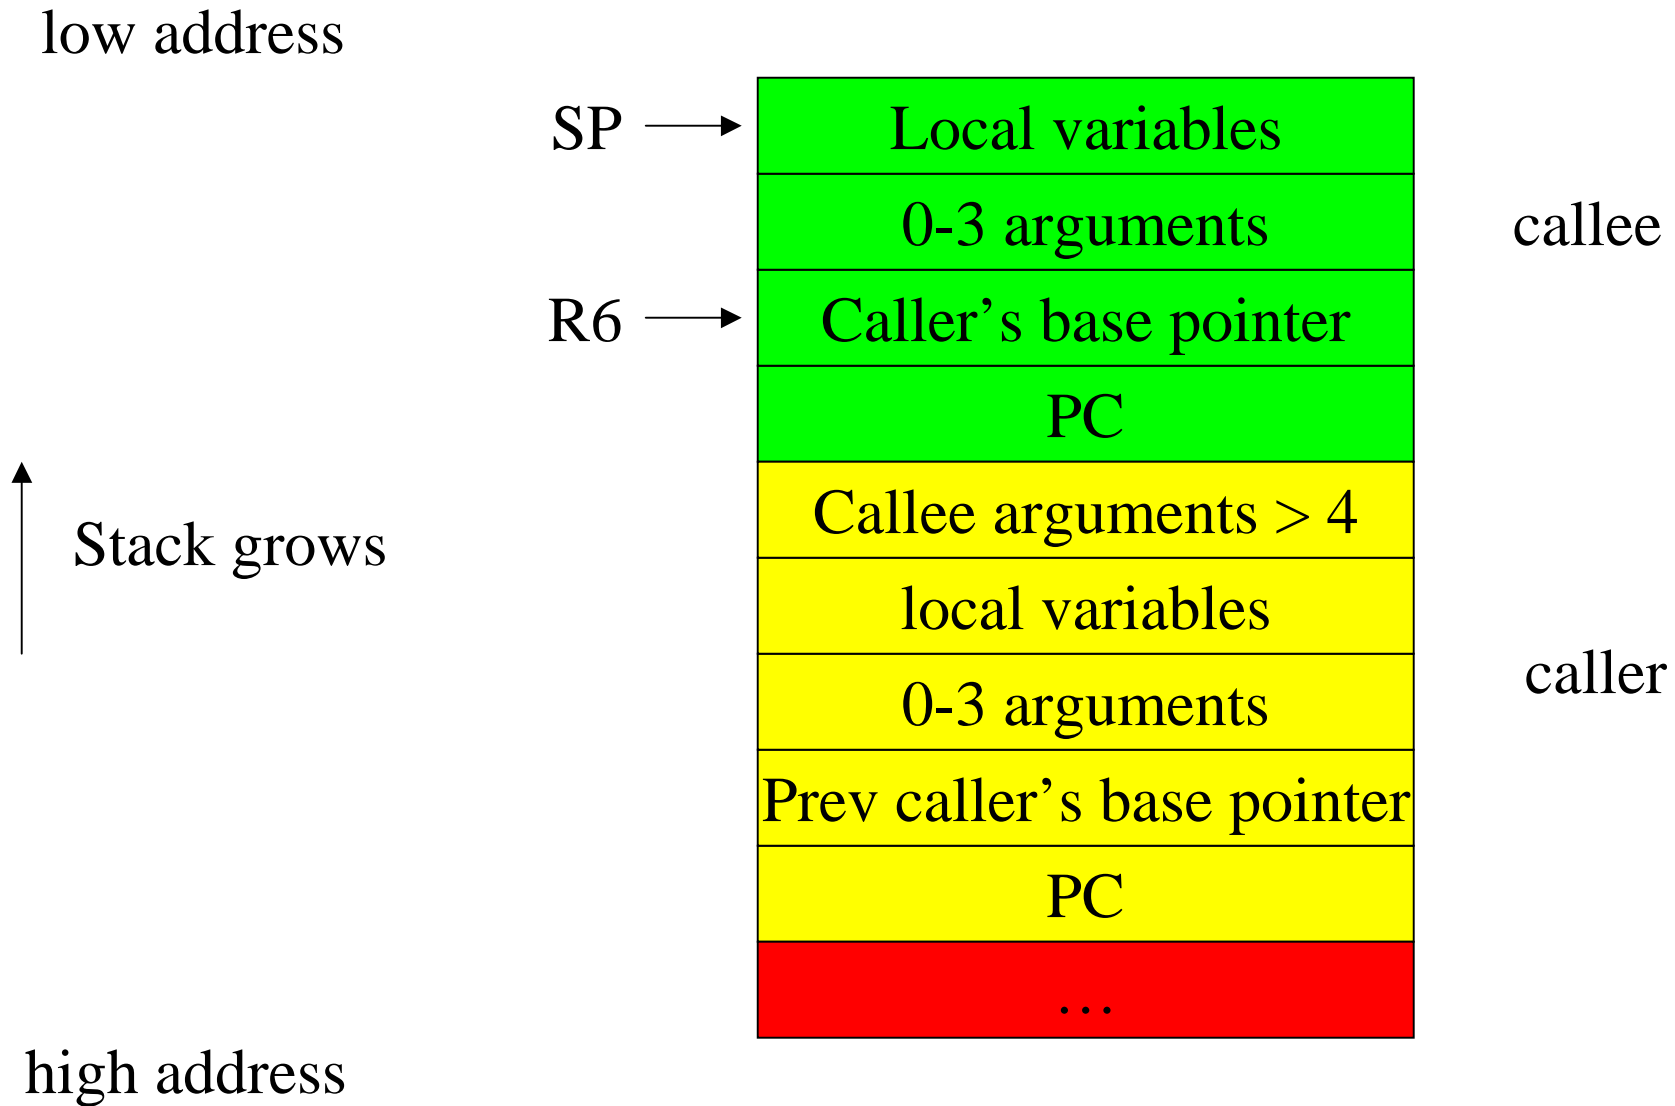 low address
SP
Local variables
0-3 arguments
callee
R6
Caller’s base pointer
PC
Callee arguments > 4
Stack grows
local variables
caller
0-3 arguments
Prev caller’s base pointer
PC
…
high address